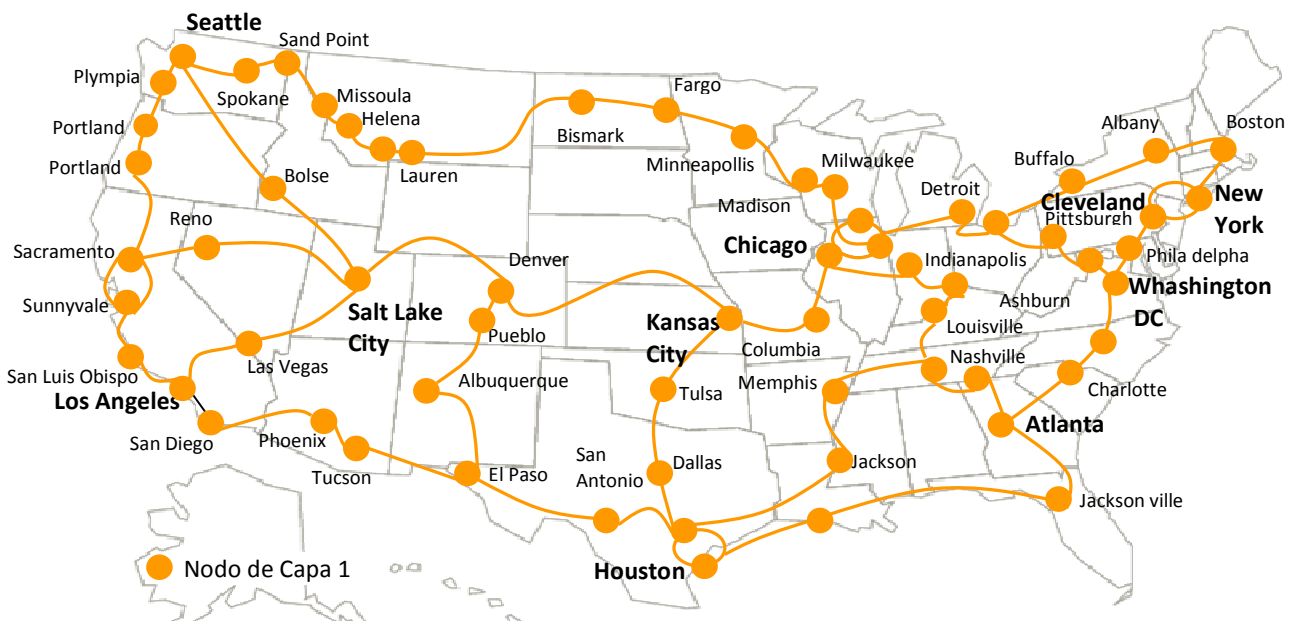 Seattle
Sand Point
Plympia
Spokane
Missoula
Helena
Fargo
Portland
Bismark
Albany
Boston
Portland
Minneapollis
Milwaukee
Buffalo
Lauren
Bolse
Detroit
Cleveland
New
York
Madison
Pittsburgh
Reno
Chicago
Sacramento
Denver
Indianapolis
Phila delpha
Sunnyvale
Salt Lake
City
Ashburn
Whashington
DC
Kansas
City
Pueblo
Louisville
Columbia
San Luis Obispo
Las Vegas
Nashville
Los Angeles
Albuquerque
Tulsa
Memphis
Charlotte
San Diego
Phoenix
Atlanta
Tucson
El Paso
San
Antonio
Dallas
Jackson
Jackson ville
Nodo de Capa 1
Houston